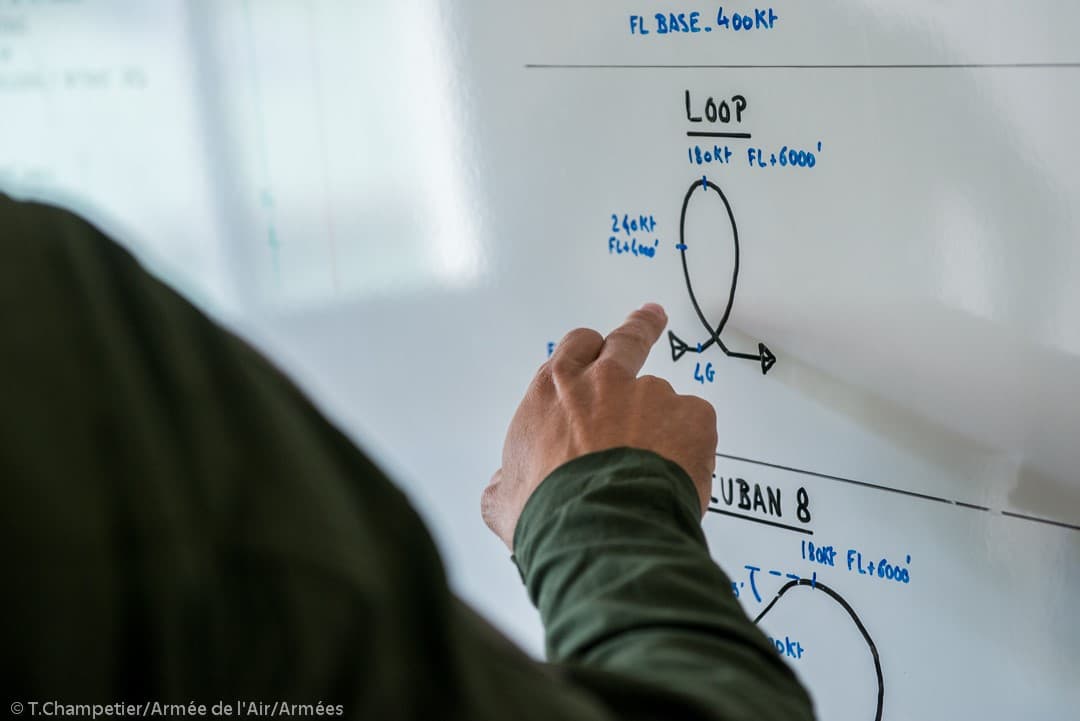 FL BASE. 400Kt
LOOP
180Kt FL+6000'
240Kt
FL+4000'
4G
CUBAN 8
180Kt FL+6000'
© T.Champetier/Armée de l'Air/Armées